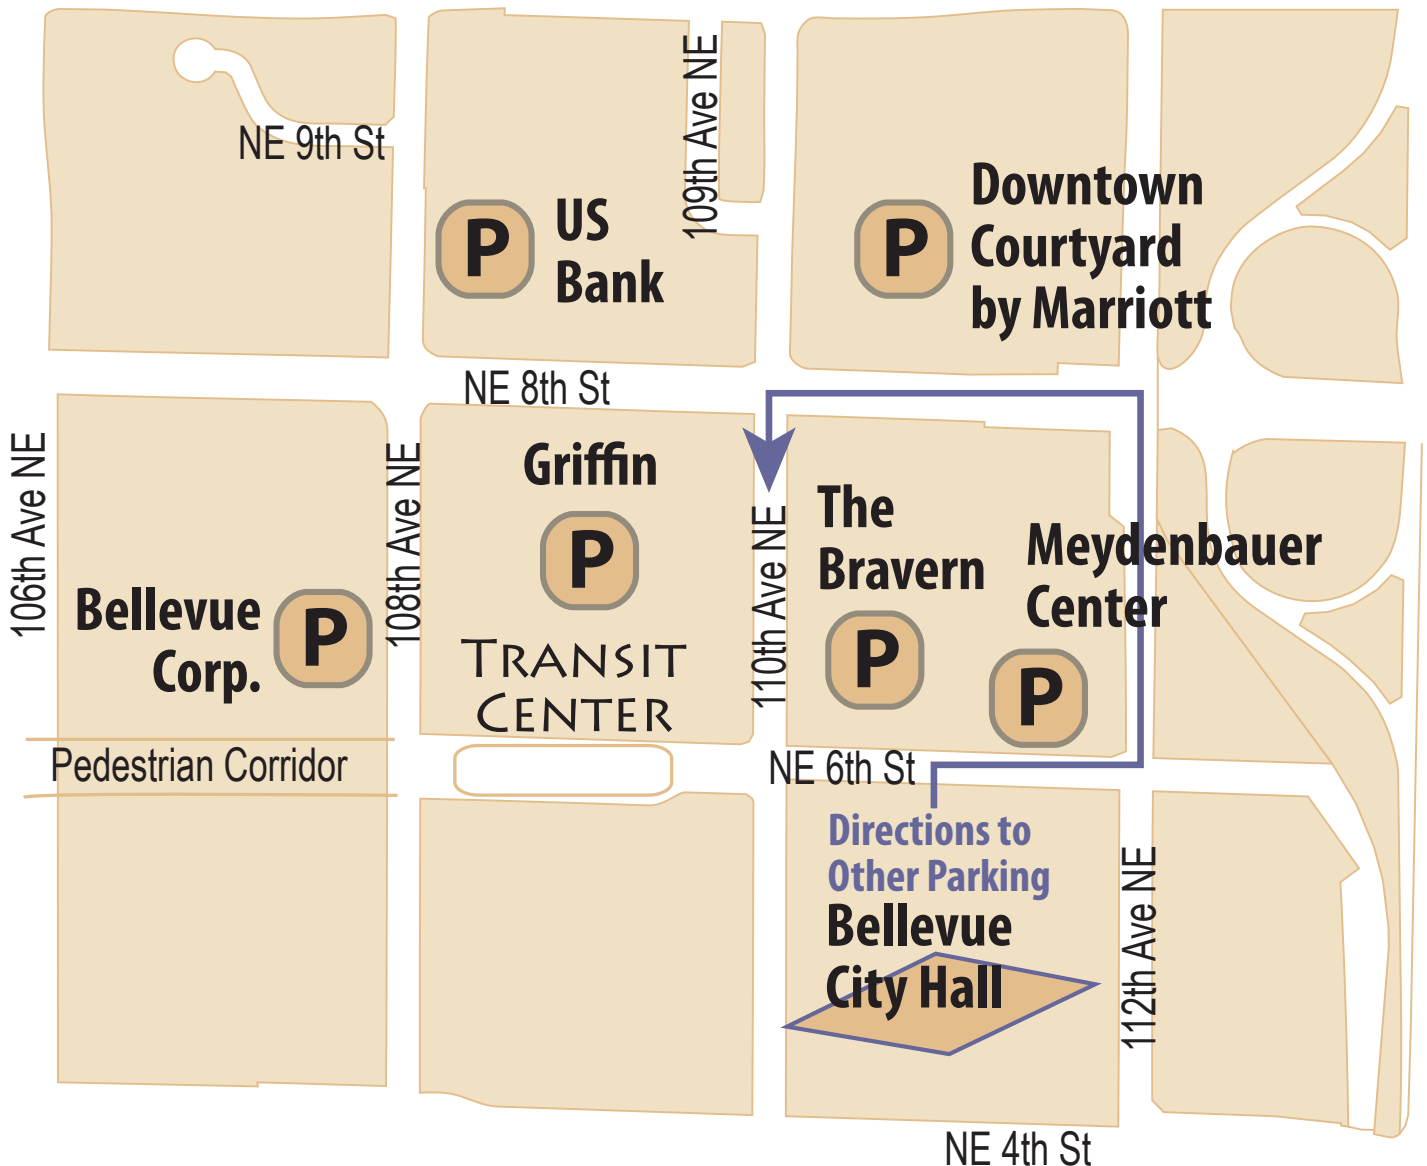 109th Ave NE
NE 9th St
P
US
Bank
P
Downtown
Courtyard
by Marriott
NE 8th St
106th Ave NE
108th Ave NE
Griffin
P
110th Ave NE
The
Bravern
P
Meydenbauer
Center
P
Bellevue
Corp.
P
TRANSIT
CENTER
Pedestrian Corridor
NE 6th St
Directions to
Other Parking
Bellevue
City Hall
112th Ave NE
NE 4th St